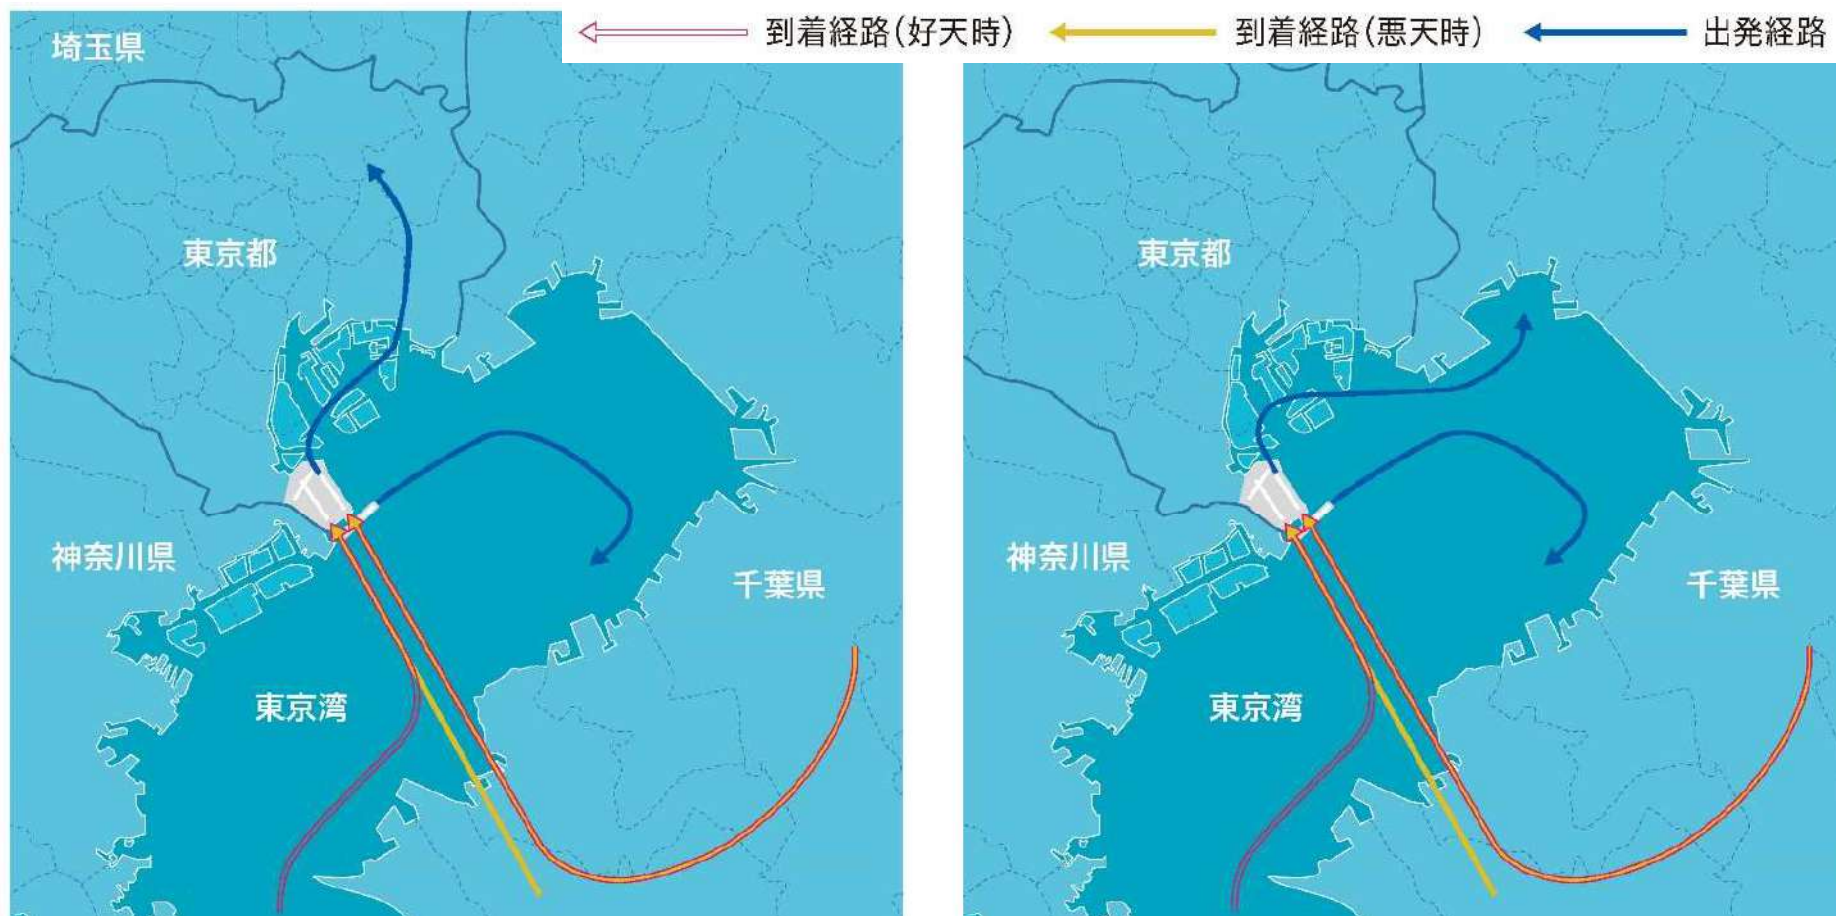 到着経路(好天時)
到着経路(悪天時)
出発経路
埼玉県
東京都
神奈川県
千葉県
東京湾
東京都
神奈川県
千葉県
東京湾